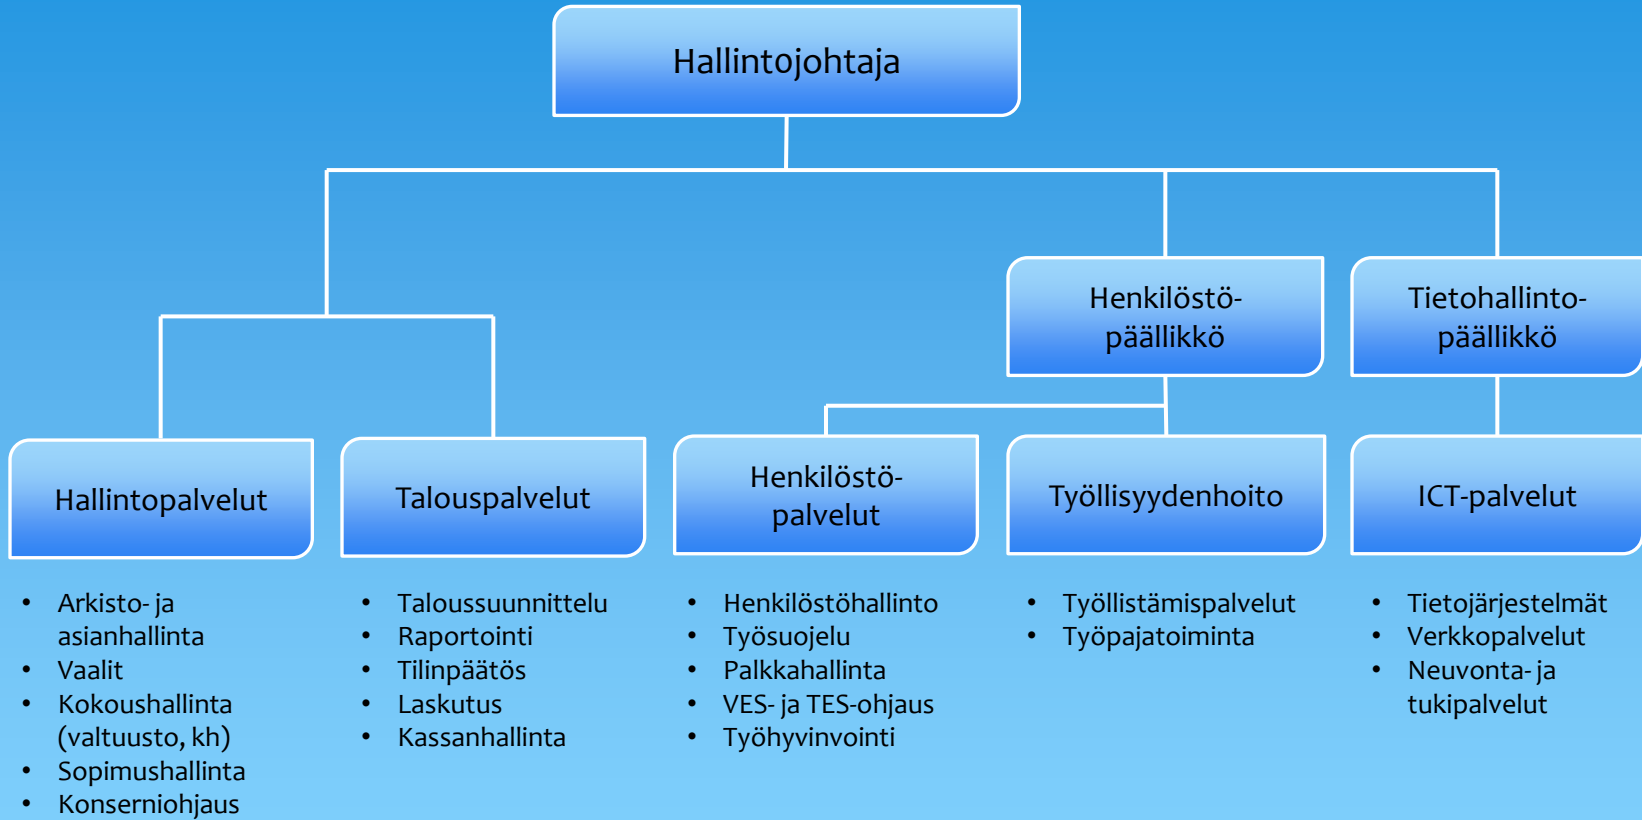 Hallintojohtaja
Henkilöstö-
päällikkö
Tietohallinto-
päällikkö
Hallintopalvelut
Talouspalvelut
Henkilöstö-
palvelut
Työllisyydenhoito
ICT-palvelut
• Arkisto- ja
asianhallinta
• Vaalit
• Kokoushallinta
(valtuusto, kh)
• Sopimushallinta
• Konserniohjaus
• Taloussuunnittelu
• Raportointi
• Tilinpäätös
• Laskutus
• Kassanhallinta
• Henkilöstöhallinto
• Työsuojelu
• Palkkahallinta
• VES- ja TES-ohjaus
• Työhyvinvointi
• Työllistämispalvelut
• Työpajatoiminta
• Tietojärjestelmät
• Verkkopalvelut
• Neuvonta- ja
tukipalvelut